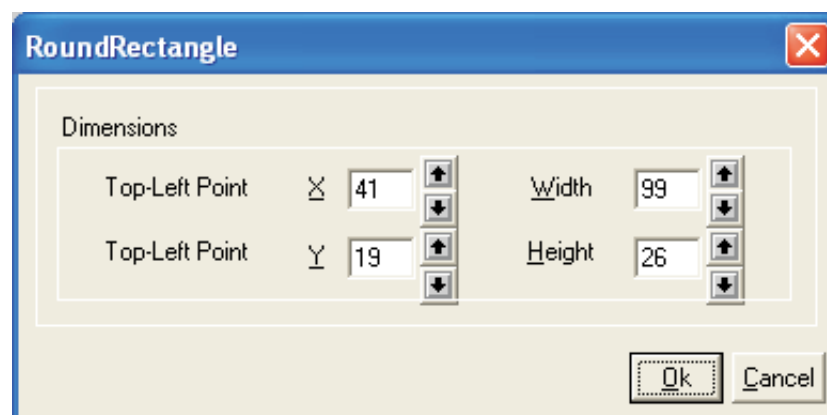 RoundRectangle
Dimensions
Top-Left Point X 41 Width 99
Top-Left Point Y 19 Height 26
Ok Cancel